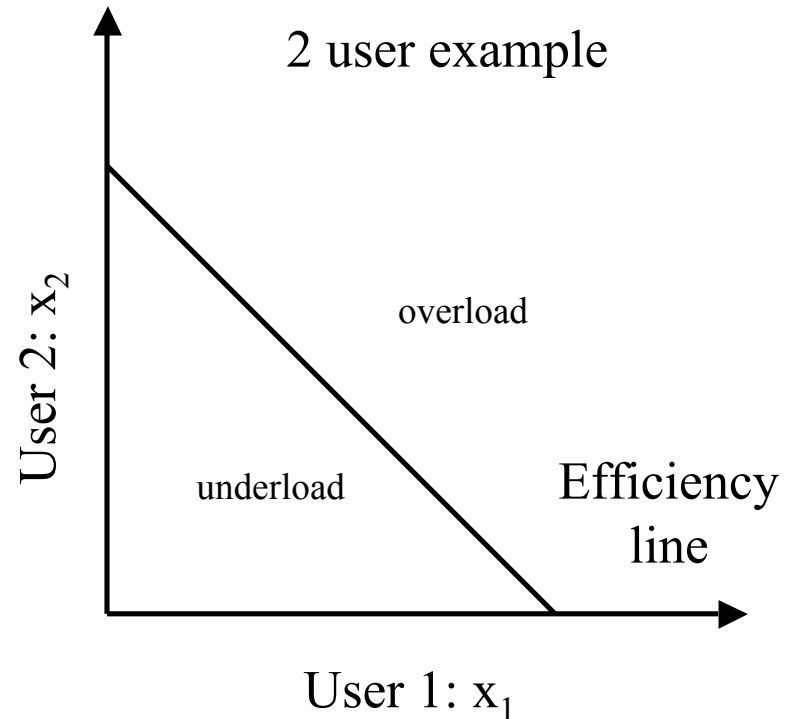 2 user example
User 2: x₂
overload
underload
Efficiency
line
User 1: x₁